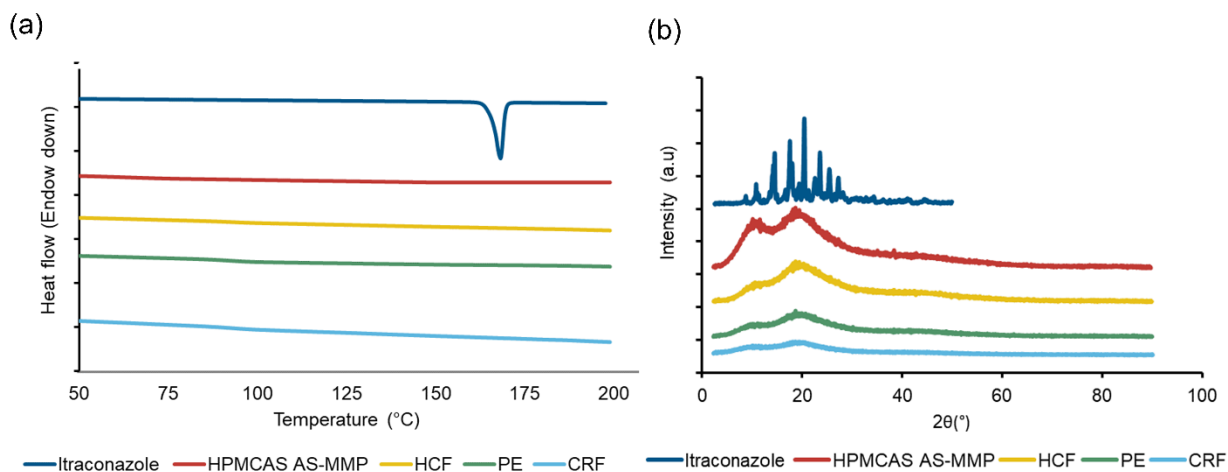 (a)
Heat flow (Endow down)
50 75 100 125 150 175 200
Temperature (°C)
Itraconazole HPMCAS AS-MMP HCF PE CRF
(b)
Intensity (a.u)
0 20 40 60 80 100
2θ(°)
Itraconazole HPMCAS AS-MMP HCF PE CRF